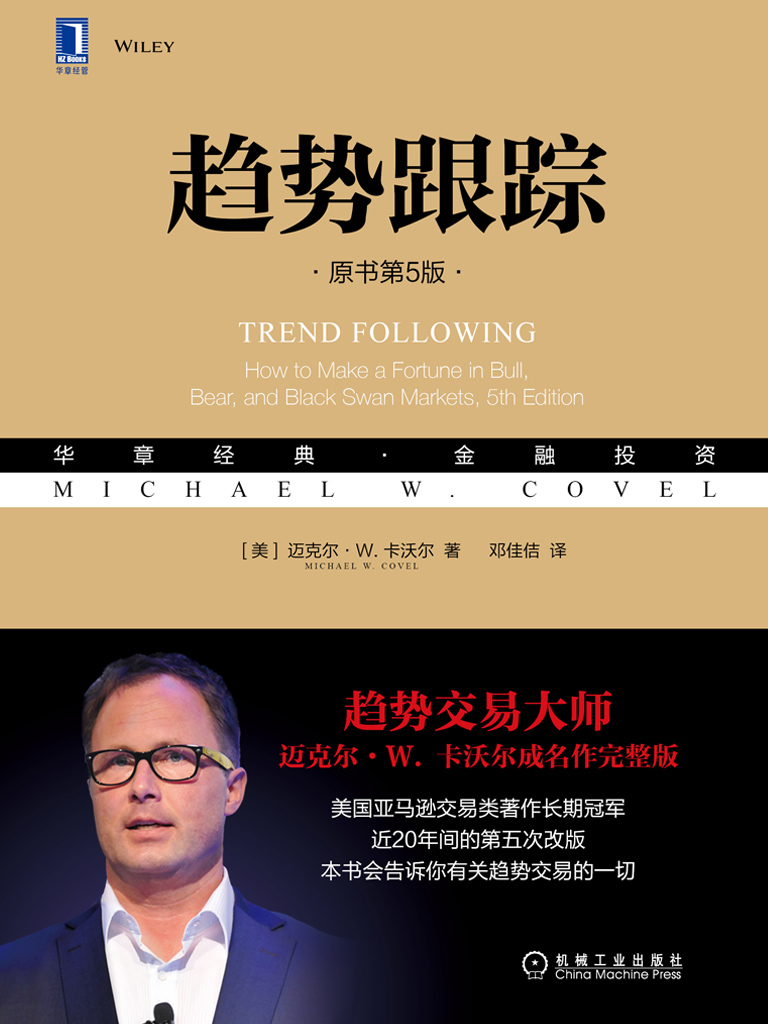 HZ Books
华章经管
WILEY
趋势跟踪
·原书第5版·
TREND FOLLOWING
How to Make a Fortune in Bull,
Bear, and Black Swan Markets, 5th Edition
华章经典·金融投资
MICHAEL W. COVEL
[美] 迈克尔·W. 卡沃尔 著 邓佳佶 译
MICHAEL W. COVEL
趋势交易大师
迈克尔·W. 卡沃尔成名作完整版
美国亚马逊交易类著作长期冠军
近20年间的第五次改版
本书会告诉你有关趋势交易的一切
机械工业出版社
China Machine Press